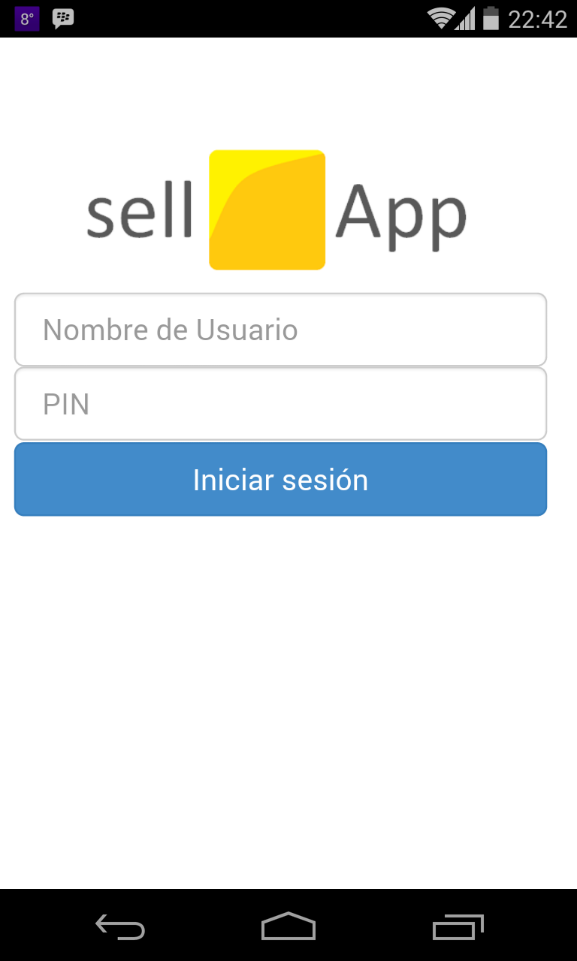 8° 22:42
sell App
Nombre de Usuario
PIN
Iniciar sesión